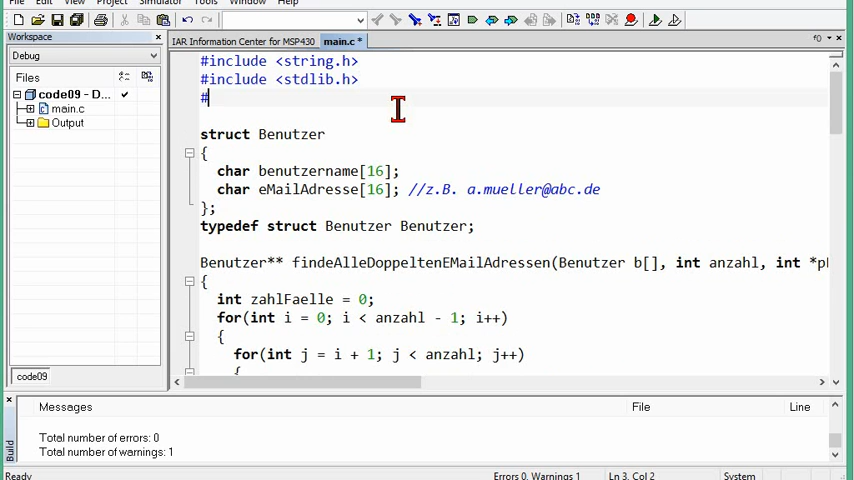 File Edit View Project Simulator Tools Window Help
Workspace
Debug
Files
code09 - D...
main.c
Output
code09
IAR Information Center for MSP430 main.c * f()
#include <string.h>
#include <stdlib.h>
#
struct Benutzer
{
char benutzername[16];
char eMailAdresse[16]; //z.B. a.mueller@abc.de
};
typedef struct Benutzer Benutzer;
Benutzer** findeAlleDoppeltenEMailAdressen(Benutzer b[], int anzahl, int *p
{
int zahlFaelle = 0;
for(int i = 0; i < anzahl - 1; i++)
{
for(int j = i + 1; j < anzahl; j++)
{
Messages File Line
Total number of errors: 0
Total number of warnings: 1
Build
Ready Errors 0, Warnings 1 Ln 3, Col 2 System